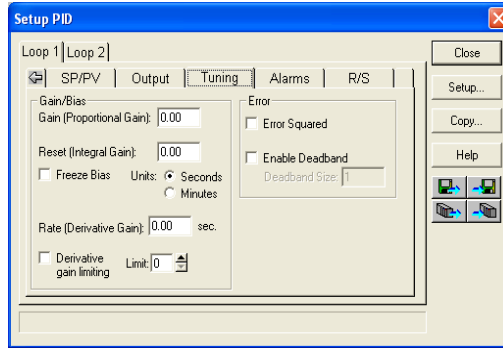 Setup PID
Loop 1 Loop 2
Close
SP/PV Output Tuning Alarms R/S
Setup...
Gain/Bias
Error
Gain (Proportional Gain): 0.00
Error Squared
Copy...
Reset (Integral Gain): 0.00
Enable Deadband
Help
Freeze Bias Units: Seconds
Deadband Size: 1
Minutes
Rate (Derivative Gain): 0.00 sec.
Derivative
gain limiting
Limit: 0